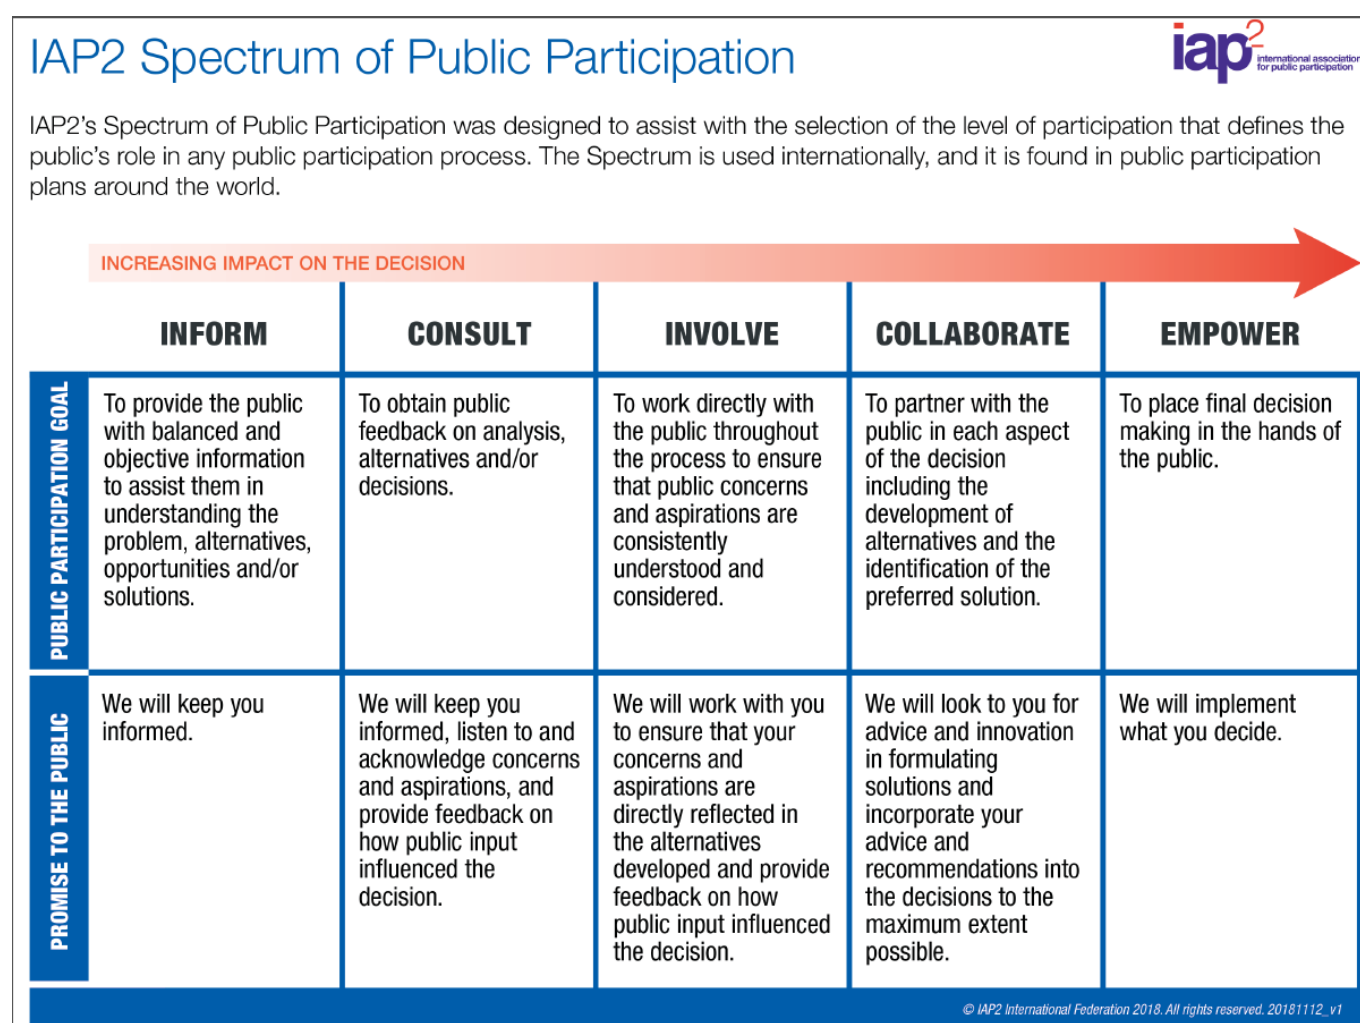 IAP2 Spectrum of Public Participation
iap2
international association
for public participation
IAP2's Spectrum of Public Participation was designed to assist with the selection of the level of participation that defines the
public's role in any public participation process. The Spectrum is used internationally, and it is found in public participation
plans around the world.
INCREASING IMPACT ON THE DECISION
INFORM
CONSULT
INVOLVE
COLLABORATE
EMPOWER
PUBLIC PARTICIPATION GOAL
To provide the public
with balanced and
objective information
to assist them in
understanding the
problem, alternatives,
opportunities and/or
solutions.
To obtain public
feedback on analysis,
alternatives and/or
decisions.
To work directly with
the public throughout
the process to ensure
that public concerns
and aspirations are
consistently
understood and
considered.
To partner with the
public in each aspect
of the decision
including the
development of
alternatives and the
identification of the
preferred solution.
To place final decision
making in the hands of
the public.
PROMISE TO THE PUBLIC
We will keep you
informed.
We will keep you
informed, listen to and
acknowledge concerns
and aspirations, and
provide feedback on
how public input
influenced the
decision.
We will work with you
to ensure that your
concerns and
aspirations are
directly reflected in
the alternatives
developed and provide
feedback on how
public input influenced
the decision.
We will look to you for
advice and innovation
in formulating
solutions and
incorporate your
advice and
recommendations into
the decisions to the
maximum extent
possible.
We will implement
what you decide.
© IAP2 International Federation 2018. All rights reserved. 20181112_v1